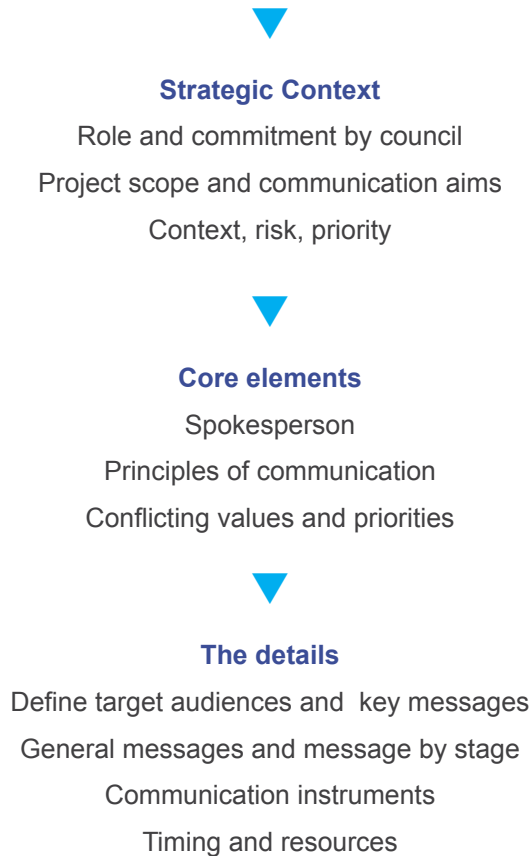 Strategic Context
Role and commitment by council
Project scope and communication aims
Context, risk, priority
Core elements
Spokesperson
Principles of communication
Conflicting values and priorities
The details
Define target audiences and  key messages
General messages and message by stage
Communication instruments
Timing and resources